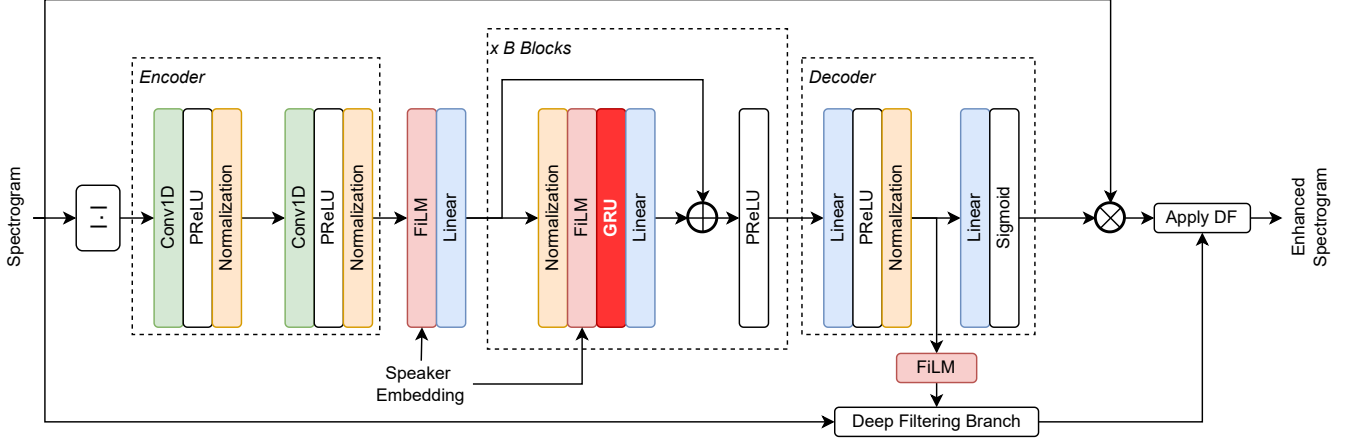 x B Blocks
Encoder
Decoder
Spectrogram
|·|
Conv1D
PReLU
Normalization
Conv1D
PReLU
Normalization
FiLM
Linear
Normalization
FiLM
GRU
Linear
PReLU
Linear
PReLU
Normalization
Linear
Sigmoid
Apply DF
Enhanced
Spectrogram
Speaker
Embedding
FiLM
Deep Filtering Branch